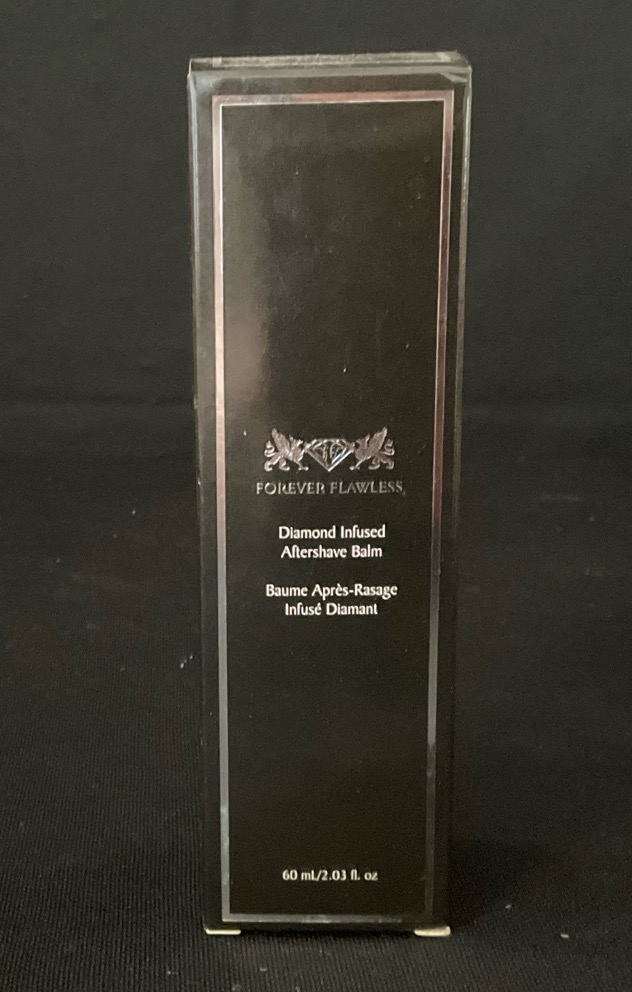 FOREVER FLAWLESS
Diamond Infused
Aftershave Balm
Baume Après-Rasage
Infusé Diamant
60 mL/2.03 fl. oz